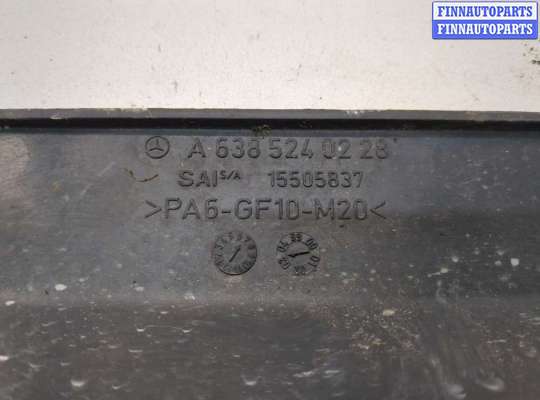 FINNAUTOPARTS
FINNAUTOPARTS
A 638 524 02 28
SAI S/A 15505837
>PA6-GF10-M20<